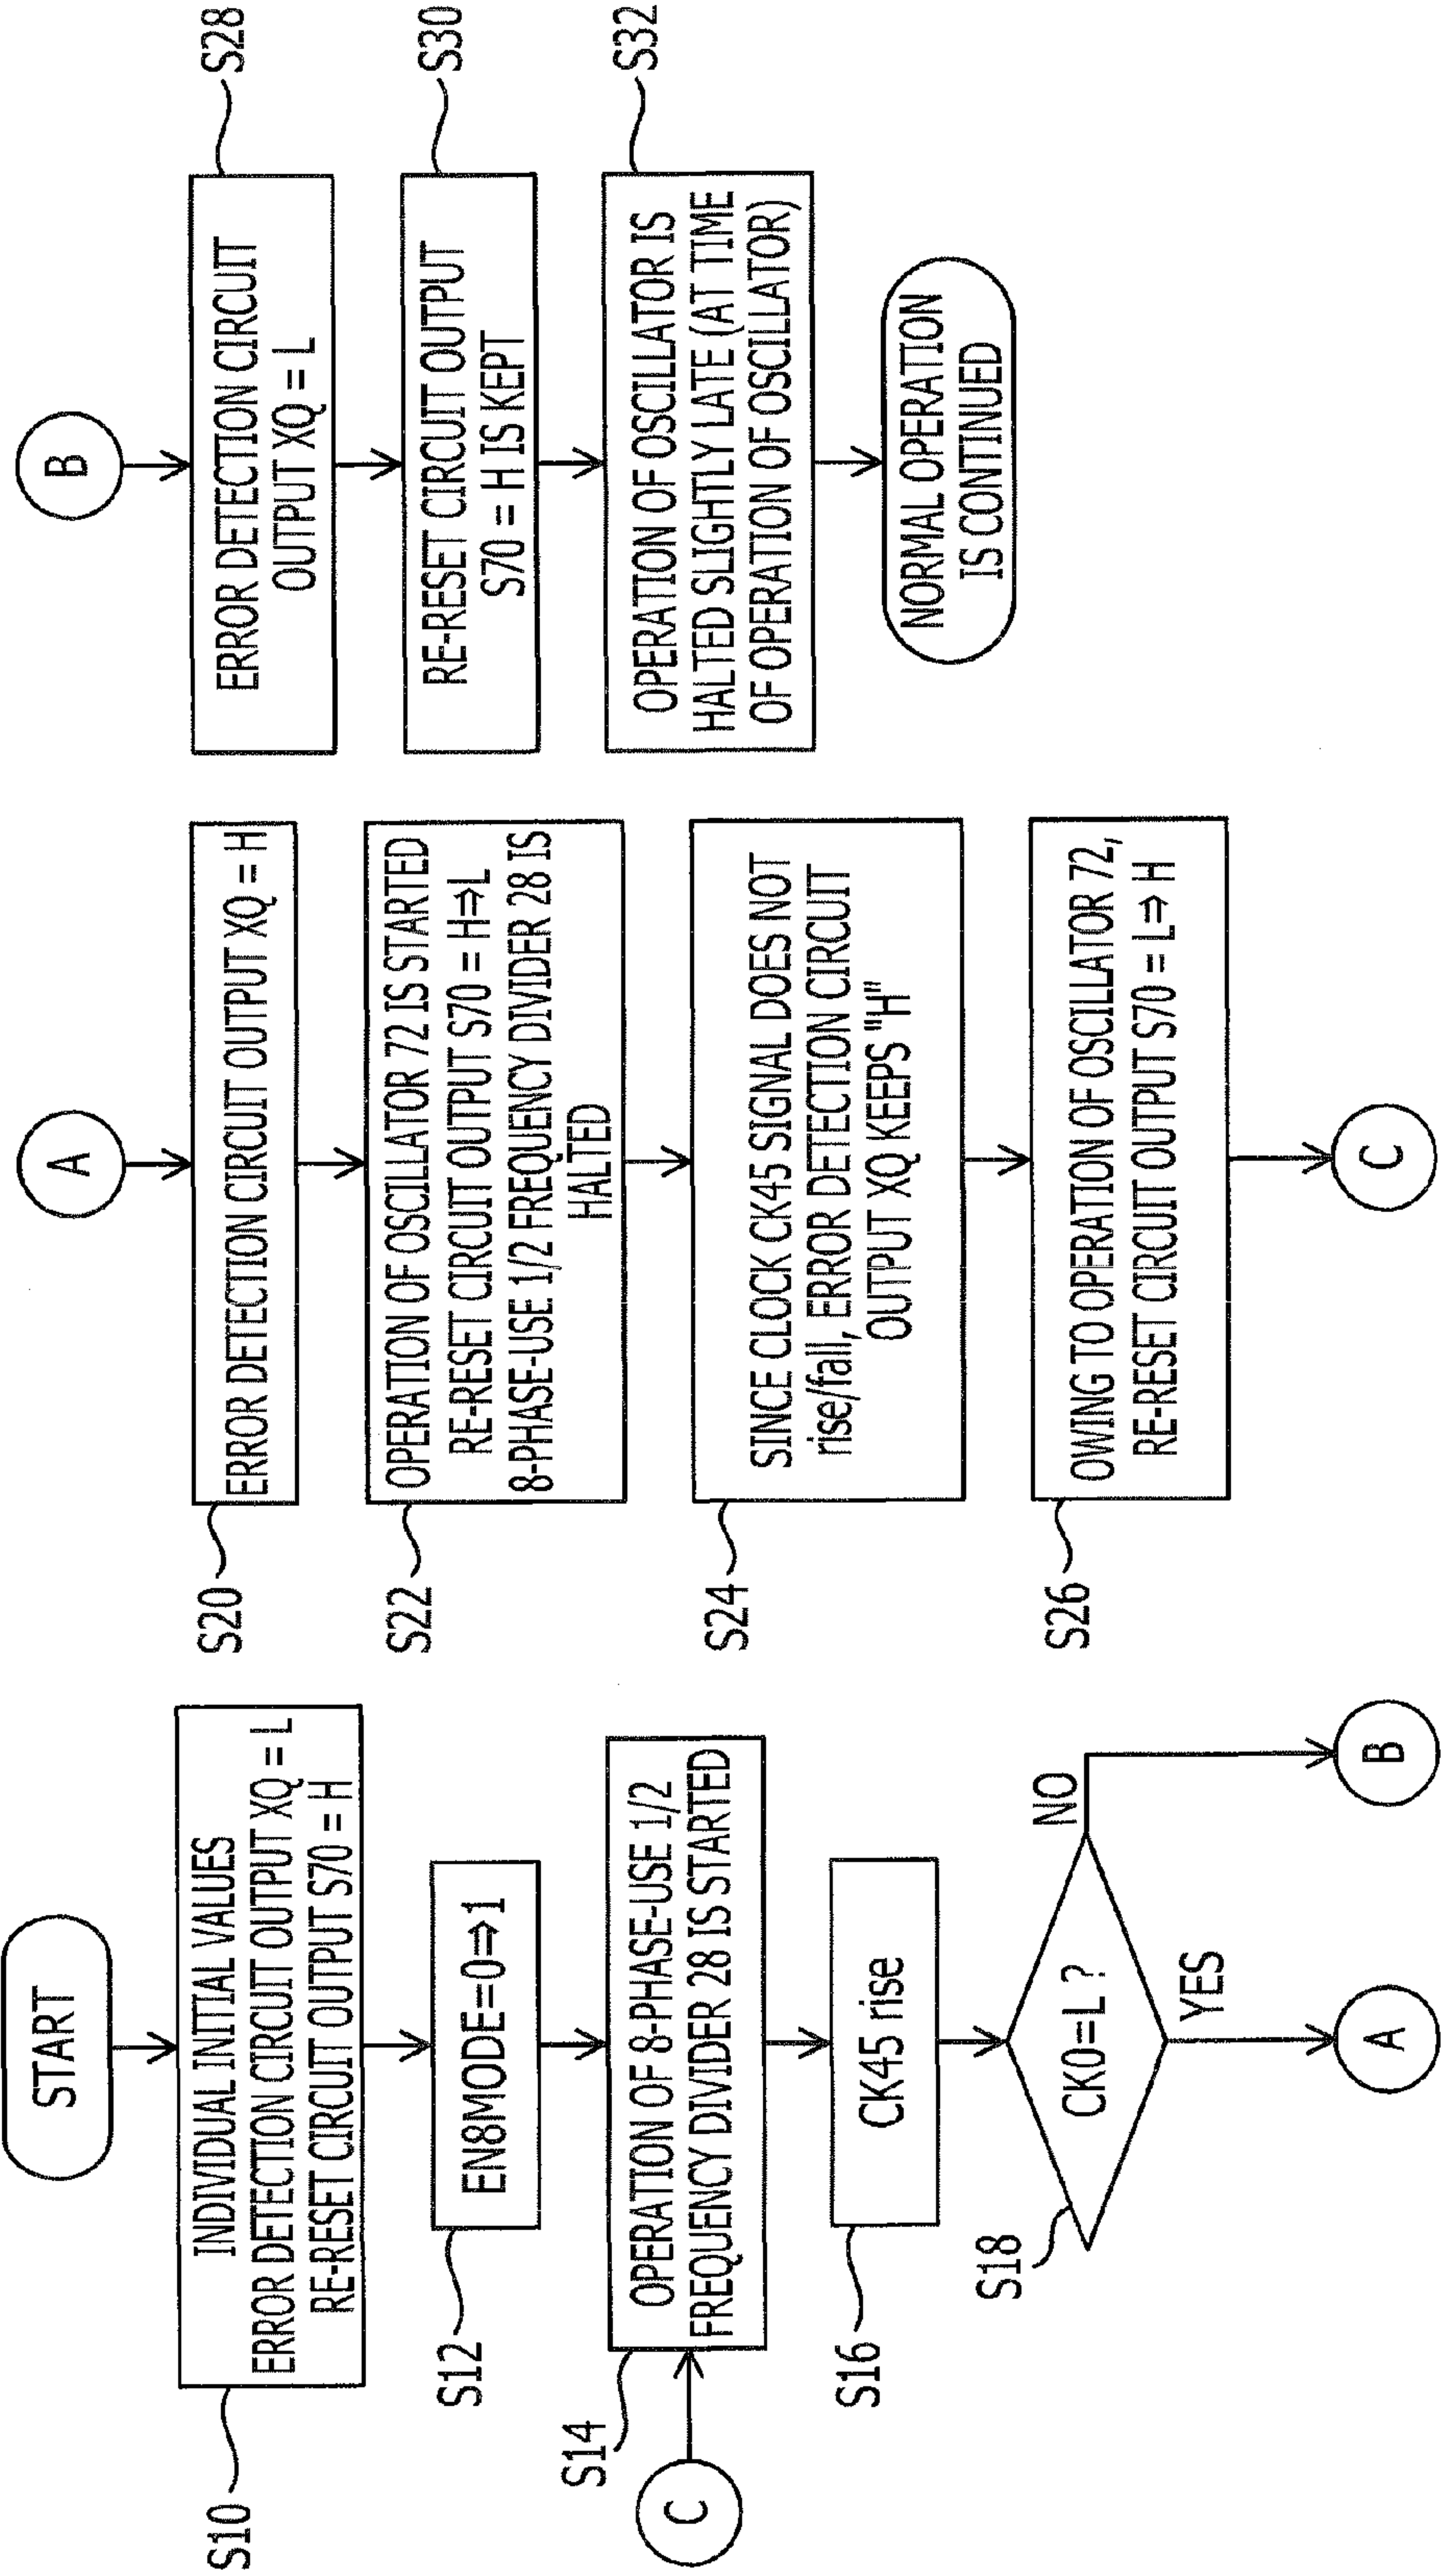 START
INDIVIDUAL INITIAL VALUES
ERROR DETECTION CIRCUIT OUTPUT XQ = L
RE-RESET CIRCUIT OUTPUT S70 = H
S10
EN8MODE=0⇒1
S12
OPERATION OF 8-PHASE-USE 1/2
FREQUENCY DIVIDER 28 IS STARTED
S14
C
CK45 rise
S16
CK0=L ?
S18
NO
YES
A
B
A
ERROR DETECTION CIRCUIT OUTPUT XQ = H
S20
OPERATION OF OSCILLATOR 72 IS STARTED
RE-RESET CIRCUIT OUTPUT S70 = H⇒L
8-PHASE-USE 1/2 FREQUENCY DIVIDER 28 IS
HALTED
S22
SINCE CLOCK CK45 SIGNAL DOES NOT
rise/fall, ERROR DETECTION CIRCUIT
OUTPUT XQ KEEPS "H"
S24
OWING TO OPERATION OF OSCILLATOR 72,
RE-RESET CIRCUIT OUTPUT S70 = L⇒H
S26
C
B
ERROR DETECTION CIRCUIT
OUTPUT XQ = L
S28
RE-RESET CIRCUIT OUTPUT
S70 = H IS KEPT
S30
OPERATION OF OSCILLATOR IS
HALTED SLIGHTLY LATE (AT TIME
OF OPERATION OF OSCILLATOR)
S32
NORMAL OPERATION
IS CONTINUED